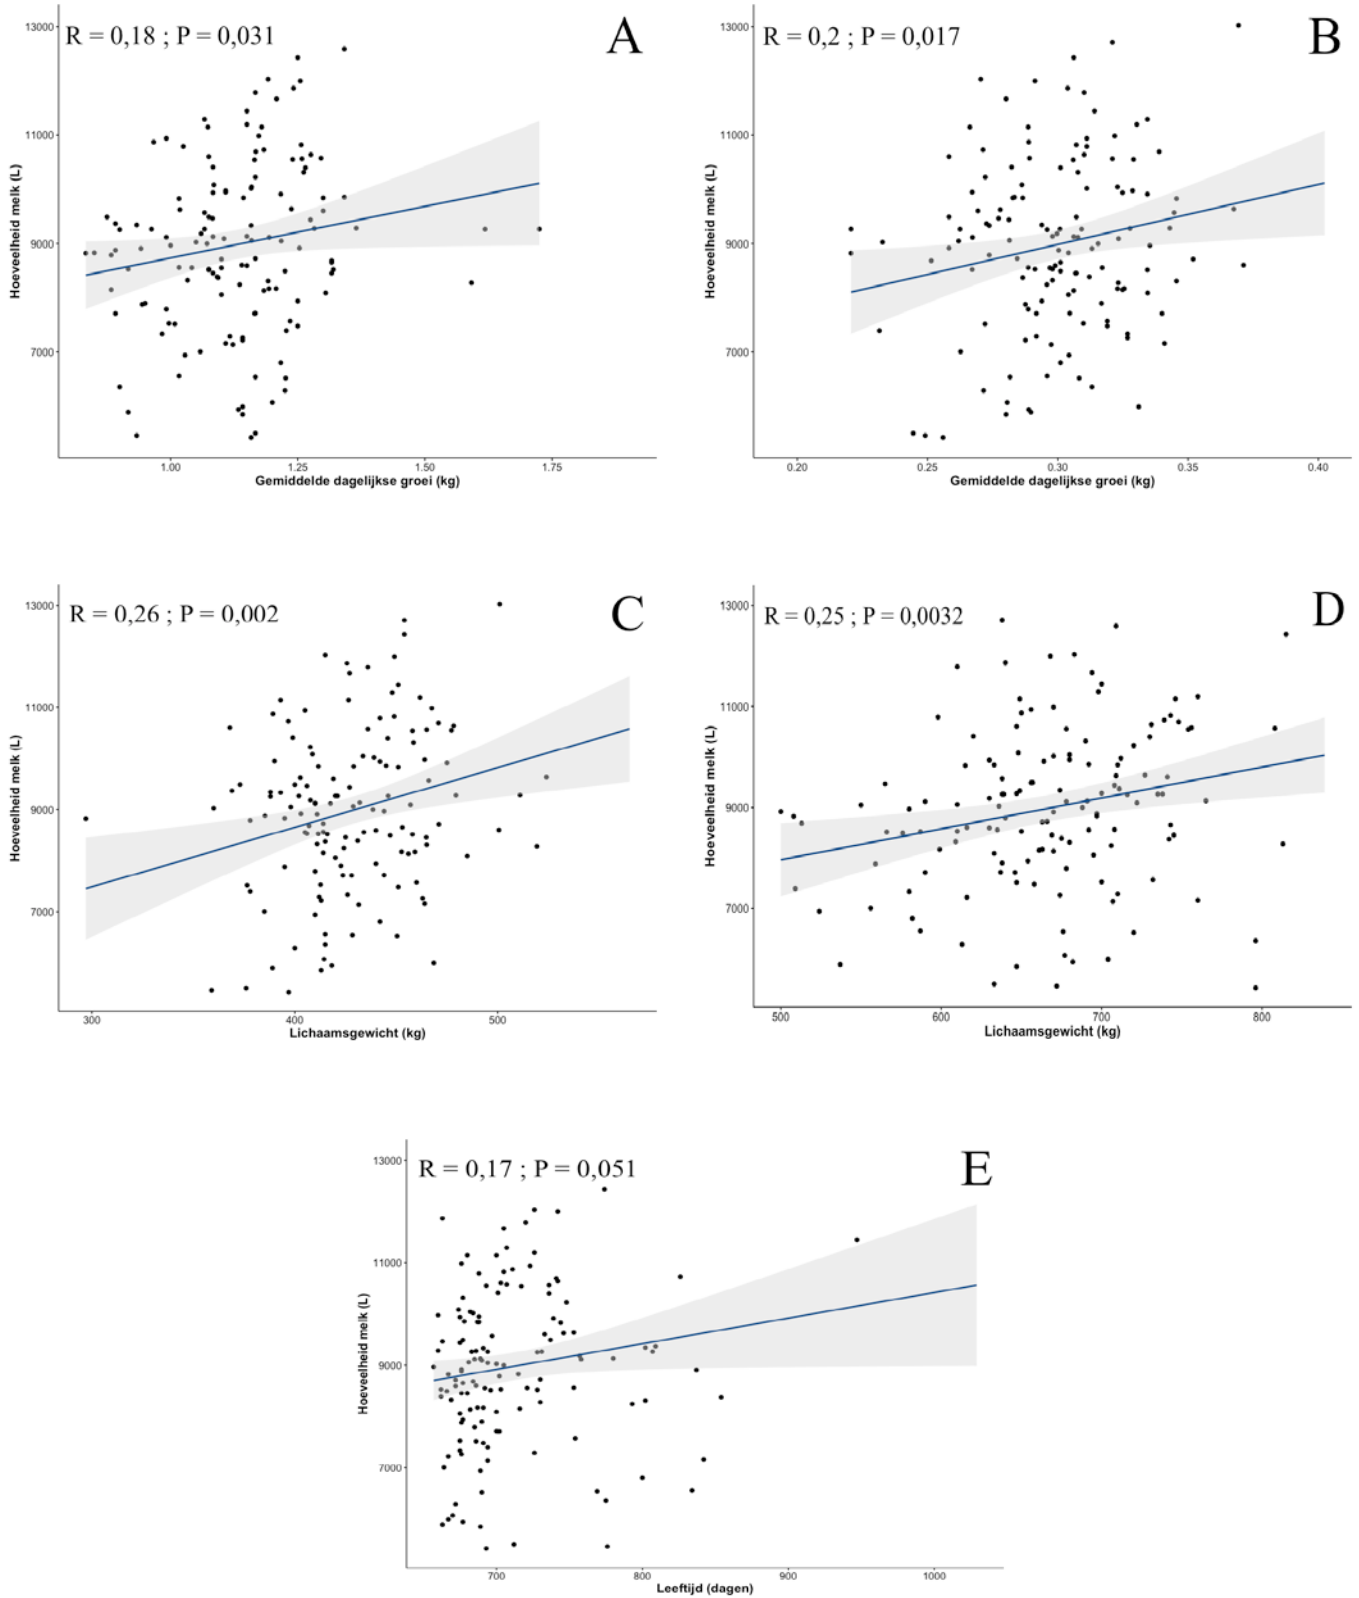 R = 0,18 ; P = 0,031
A
13000
11000
9000
7000
Hoeveelheid melk (L)
1.00 1.25 1.50 1.75
Gemiddelde dagelijkse groei (kg)
R = 0,2 ; P = 0,017
B
13000
11000
9000
7000
Hoeveelheid melk (L)
0.20 0.25 0.30 0.35 0.40
Gemiddelde dagelijkse groei (kg)
R = 0,26 ; P = 0,002
C
13000
11000
9000
7000
Hoeveelheid melk (L)
300 400 500
Lichaamsgewicht (kg)
R = 0,25 ; P = 0,0032
D
13000
11000
9000
7000
Hoeveelheid melk (L)
500 600 700 800
Lichaamsgewicht (kg)
R = 0,17 ; P = 0,051
E
13000
11000
9000
7000
Hoeveelheid melk (L)
700 800 900 1000
Leeftijd (dagen)